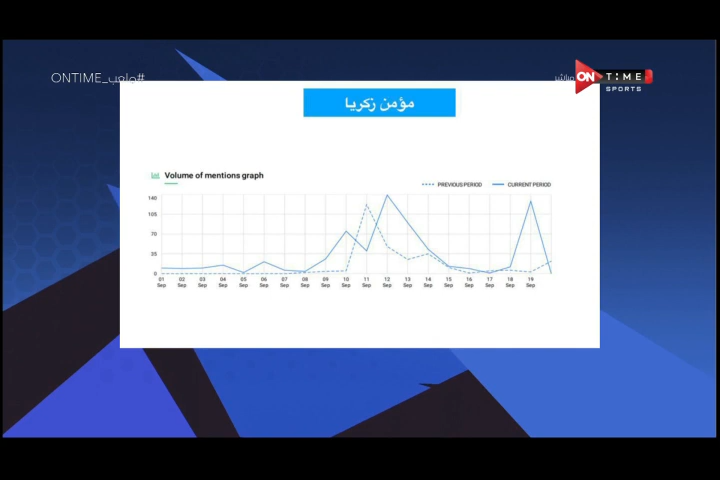 ONTIME_ملعب#
مباشر
ON TIME
SPORTS
مؤمن زكريا
Volume of mentions graph
PREVIOUS PERIOD CURRENT PERIOD
140
105
70
35
0
01 02 03 04 05 06 07 08 09 10 11 12 13 14 15 16 17 18 19
Sep Sep Sep Sep Sep Sep Sep Sep Sep Sep Sep Sep Sep Sep Sep Sep Sep Sep Sep